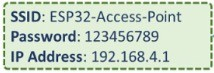 SSID: ESP32-Access-Point
Password: 123456789
IP Address: 192.168.4.1